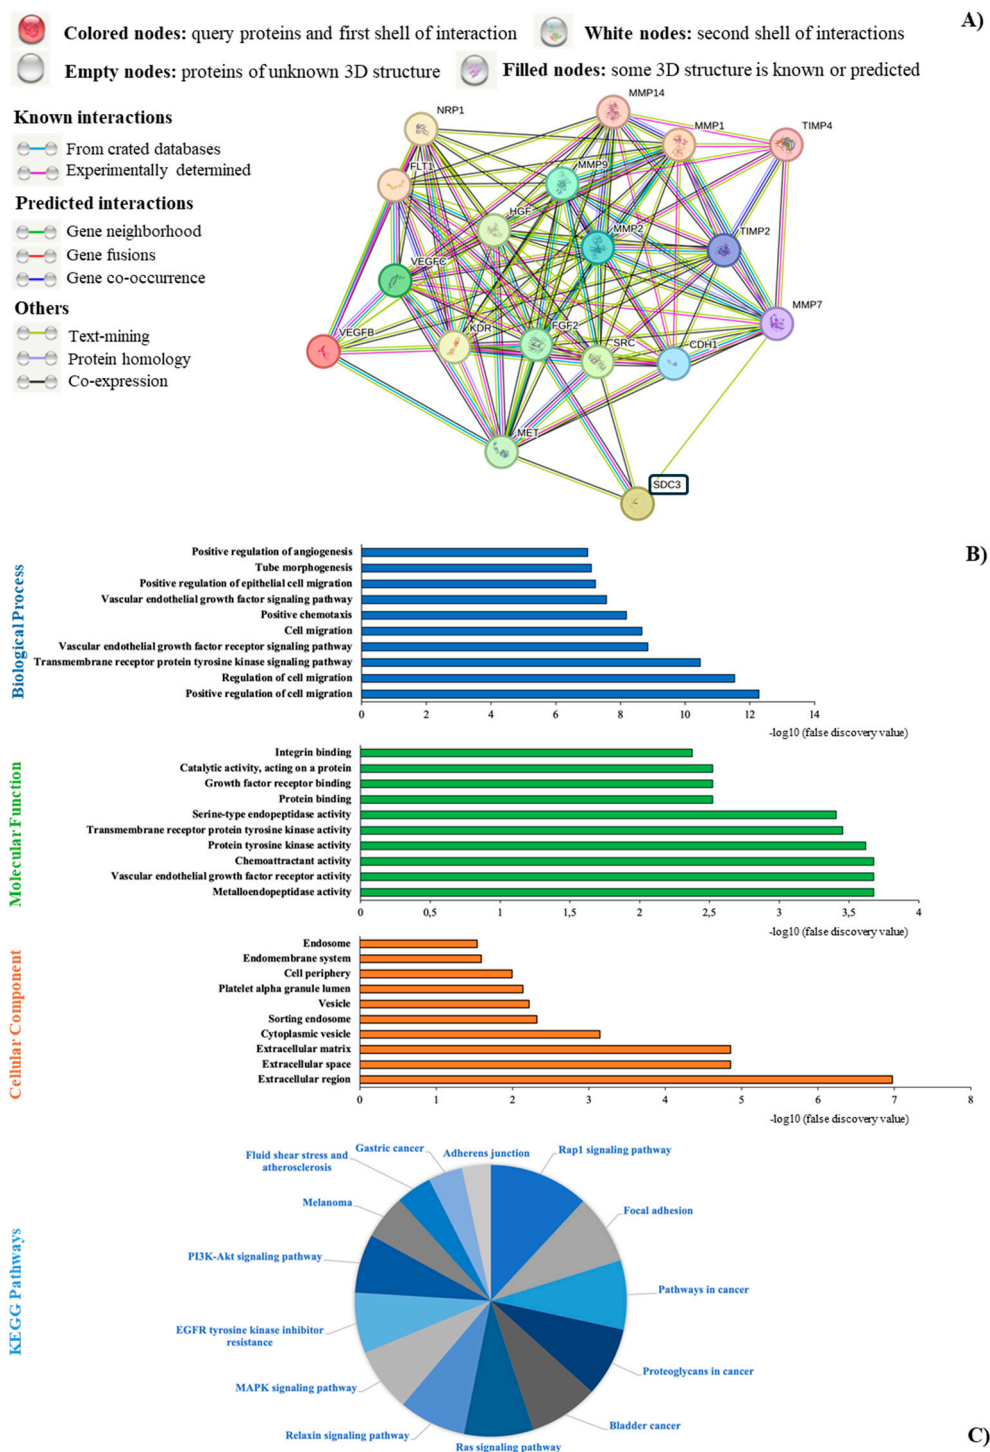 A)
Colored nodes: query proteins and first shell of interaction
White nodes: second shell of interactions
Empty nodes: proteins of unknown 3D structure
Filled nodes: some 3D structure is known or predicted
Known interactions
From crated databases
Experimentally determined
Predicted interactions
Gene neighborhood
Gene fusions
Gene co-occurrence
Others
Text-mining
Protein homology
Co-expression
MMP14
NRP1
MMP1
TIMP4
FLT1
MMP9
HGF
MMP2
TIMP2
VEGFC
MMP7
VEGFB
KDR
FGF2
SRC
CDH1
MET
SDC3
B)
Biological Process
Positive regulation of angiogenesis
Tube morphogenesis
Positive regulation of epithelial cell migration
Vascular endothelial growth factor signaling pathway
Positive chemotaxis
Cell migration
Vascular endothelial growth factor receptor signaling pathway
Transmembrane receptor protein tyrosine kinase signaling pathway
Regulation of cell migration
Positive regulation of cell migration
0 2 4 6 8 10 12 14
-log10 (false discovery value)
Molecular Function
Integrin binding
Catalytic activity, acting on a protein
Growth factor receptor binding
Protein binding
Serine-type endopeptidase activity
Transmembrane receptor protein tyrosine kinase activity
Protein tyrosine kinase activity
Chemoattractant activity
Vascular endothelial growth factor receptor activity
Metalloendopeptidase activity
0 0,5 1 1,5 2 2,5 3 3,5 4
-log10 (false discovery value)
Cellular Component
Endosome
Endomembrane system
Cell periphery
Platelet alpha granule lumen
Vesicle
Sorting endosome
Cytoplasmic vesicle
Extracellular matrix
Extracellular space
Extracellular region
0 1 2 3 4 5 6 7 8
-log10 (false discovery value)
KEGG Pathways
Adherens junction
Rap1 signaling pathway
Focal adhesion
Pathways in cancer
Proteoglycans in cancer
Bladder cancer
Ras signaling pathway
Relaxin signaling pathway
MAPK signaling pathway
EGFR tyrosine kinase inhibitor
resistance
PI3K-Akt signaling pathway
Melanoma
Fluid shear stress and
atherosclerosis
Gastric cancer
C)